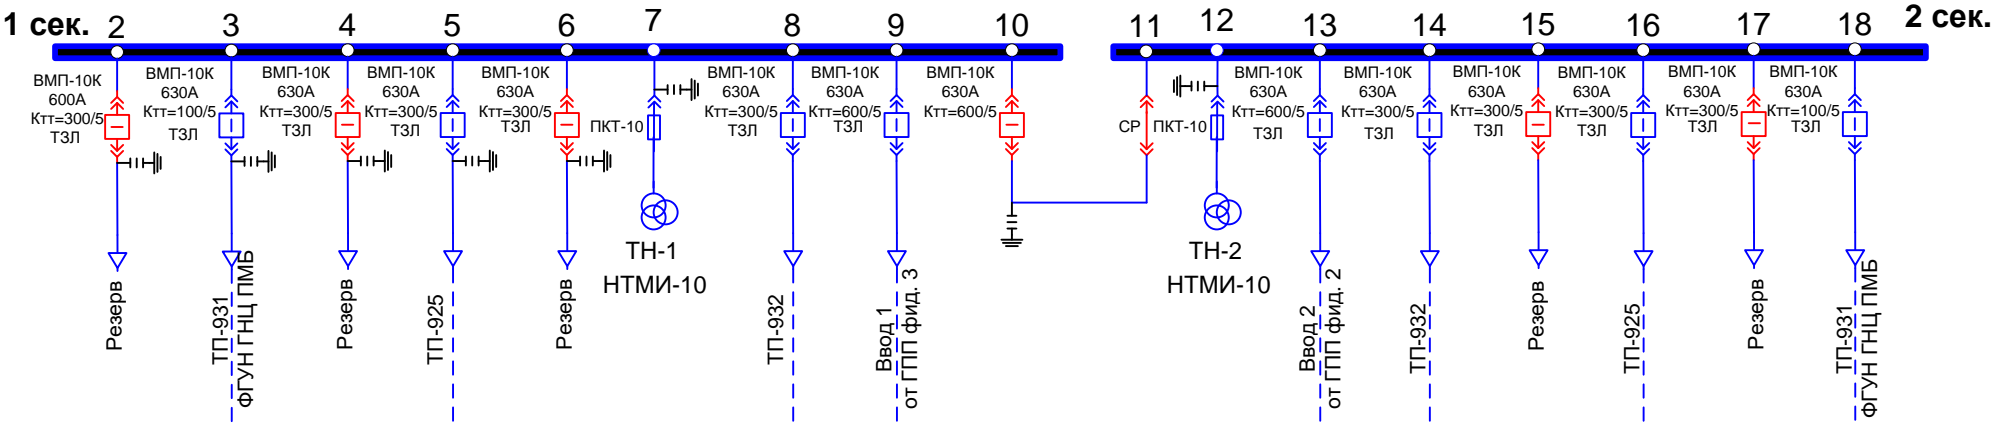 1 сек.
2
3
4
5
6
7
8
9
10
11
12
13
14
15
16
17
18
2 сек.
ВМП-10К
600А
Ктт=300/5
ТЗЛ
ВМП-10К
630А
Ктт=100/5
ТЗЛ
ВМП-10К
630А
Ктт=300/5
ТЗЛ
ВМП-10К
630А
Ктт=300/5
ТЗЛ
ВМП-10К
630А
Ктт=300/5
ТЗЛ
ПКТ-10
ВМП-10К
630А
Ктт=300/5
ТЗЛ
ВМП-10К
630А
Ктт=600/5
ТЗЛ
ВМП-10К
630А
Ктт=600/5
СР
ПКТ-10
ВМП-10К
630А
Ктт=600/5
ТЗЛ
ВМП-10К
630А
Ктт=300/5
ТЗЛ
ВМП-10К
630А
Ктт=300/5
ТЗЛ
ВМП-10К
630А
Ктт=300/5
ТЗЛ
ВМП-10К
630А
Ктт=300/5
ТЗЛ
ВМП-10К
630А
Ктт=100/5
ТЗЛ
ТН-1
НТМИ-10
ТН-2
НТМИ-10
Резерв
ТП-931
ФГУН ГНЦ ПМБ
Резерв
ТП-925
Резерв
ТП-932
Ввод 1
от ГПП фид. 3
Ввод 2
от ГПП фид. 2
ТП-932
Резерв
ТП-925
Резерв
ТП-931
ФГУН ГНЦ ПМБ